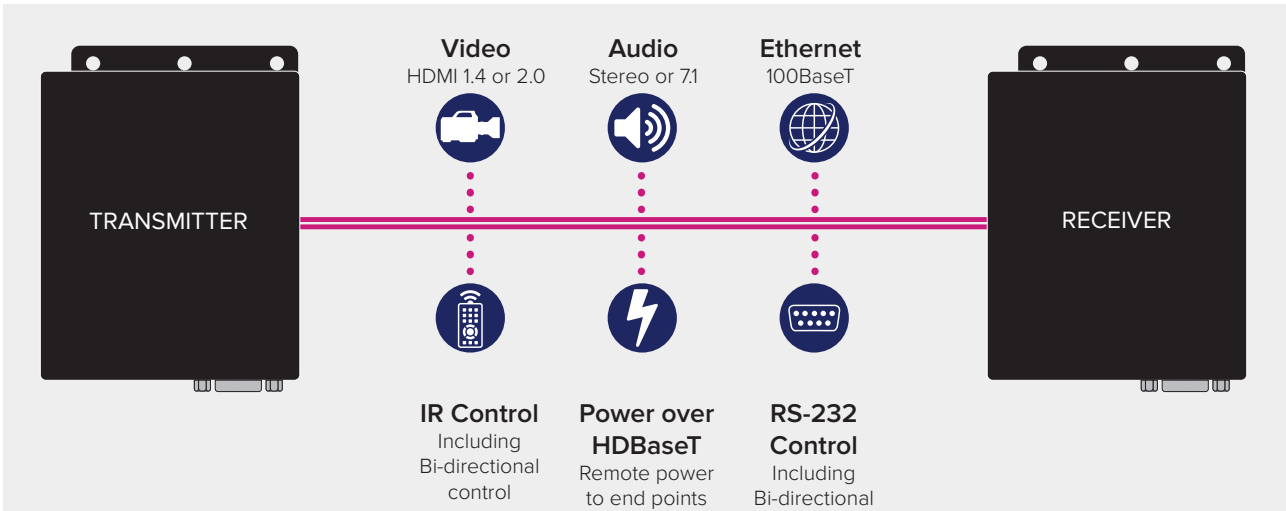 Video
HDMI 1.4 or 2.0
Audio
Stereo or 7.1
Ethernet
100BaseT
TRANSMITTER
RECEIVER
IR Control
Including
Bi-directional
control
Power over
HDBaseT
Remote power
to end points
RS-232
Control
Including
Bi-directional